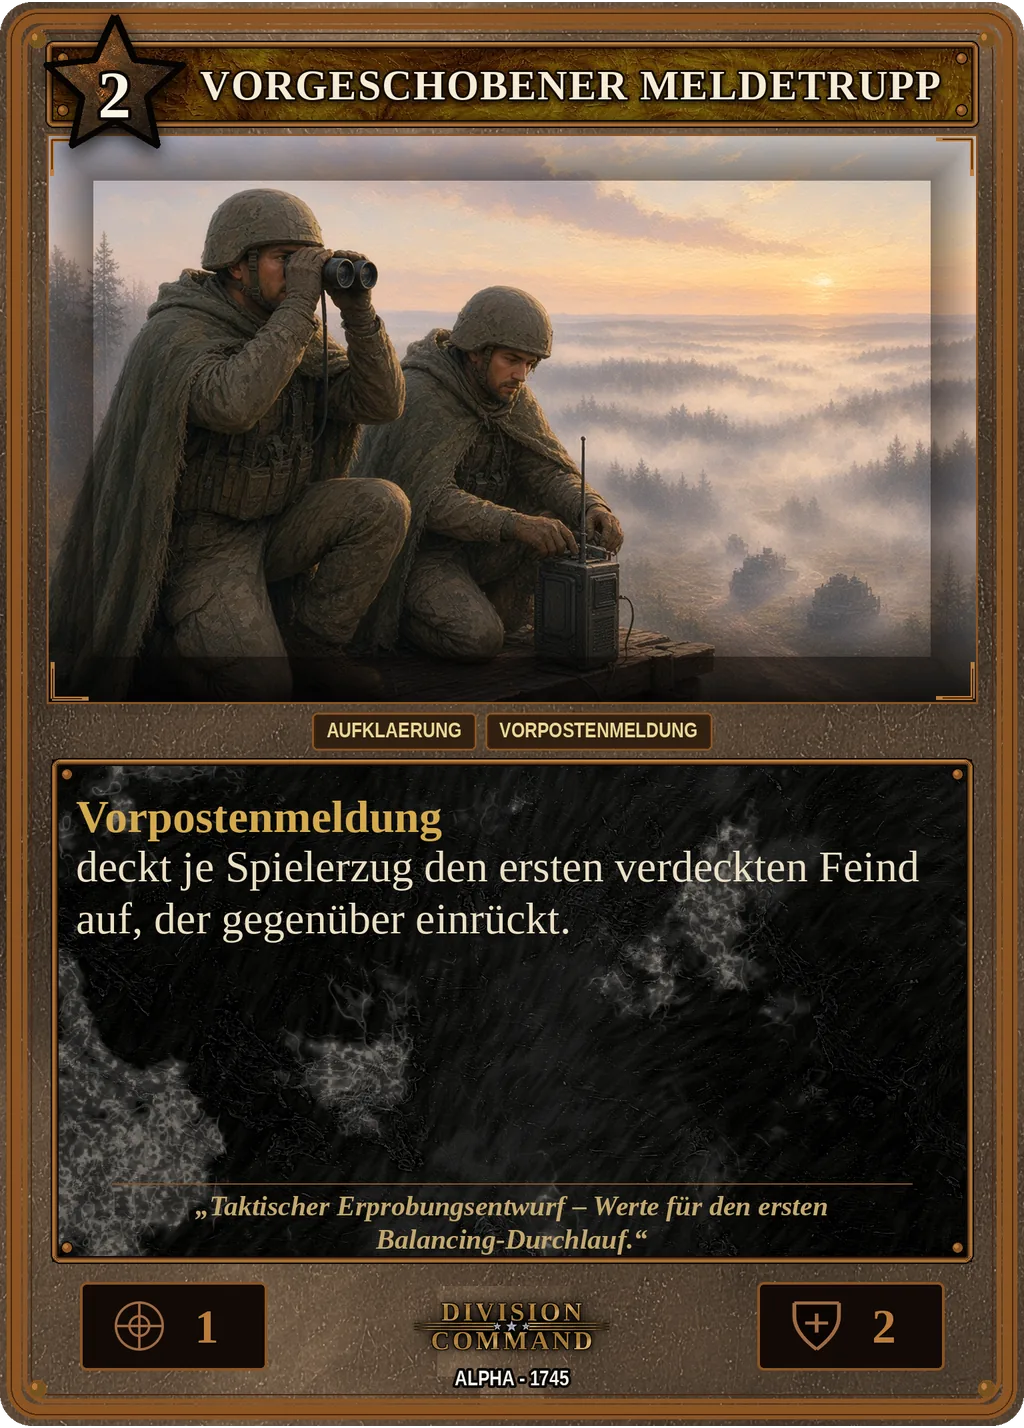 2
VORGESCHOBENER MELDETRUPP
AUFKLAERUNG
VORPOSTENMELDUNG
Vorpostenmeldung
deckt je Spielerzug den ersten verdeckten Feind
auf, der gegenüber einrückt.
„Taktischer Erprobungsentwurf – Werte für den ersten
Balancing-Durchlauf.“
1
DIVISION
COMMAND
2
ALPHA - 1745